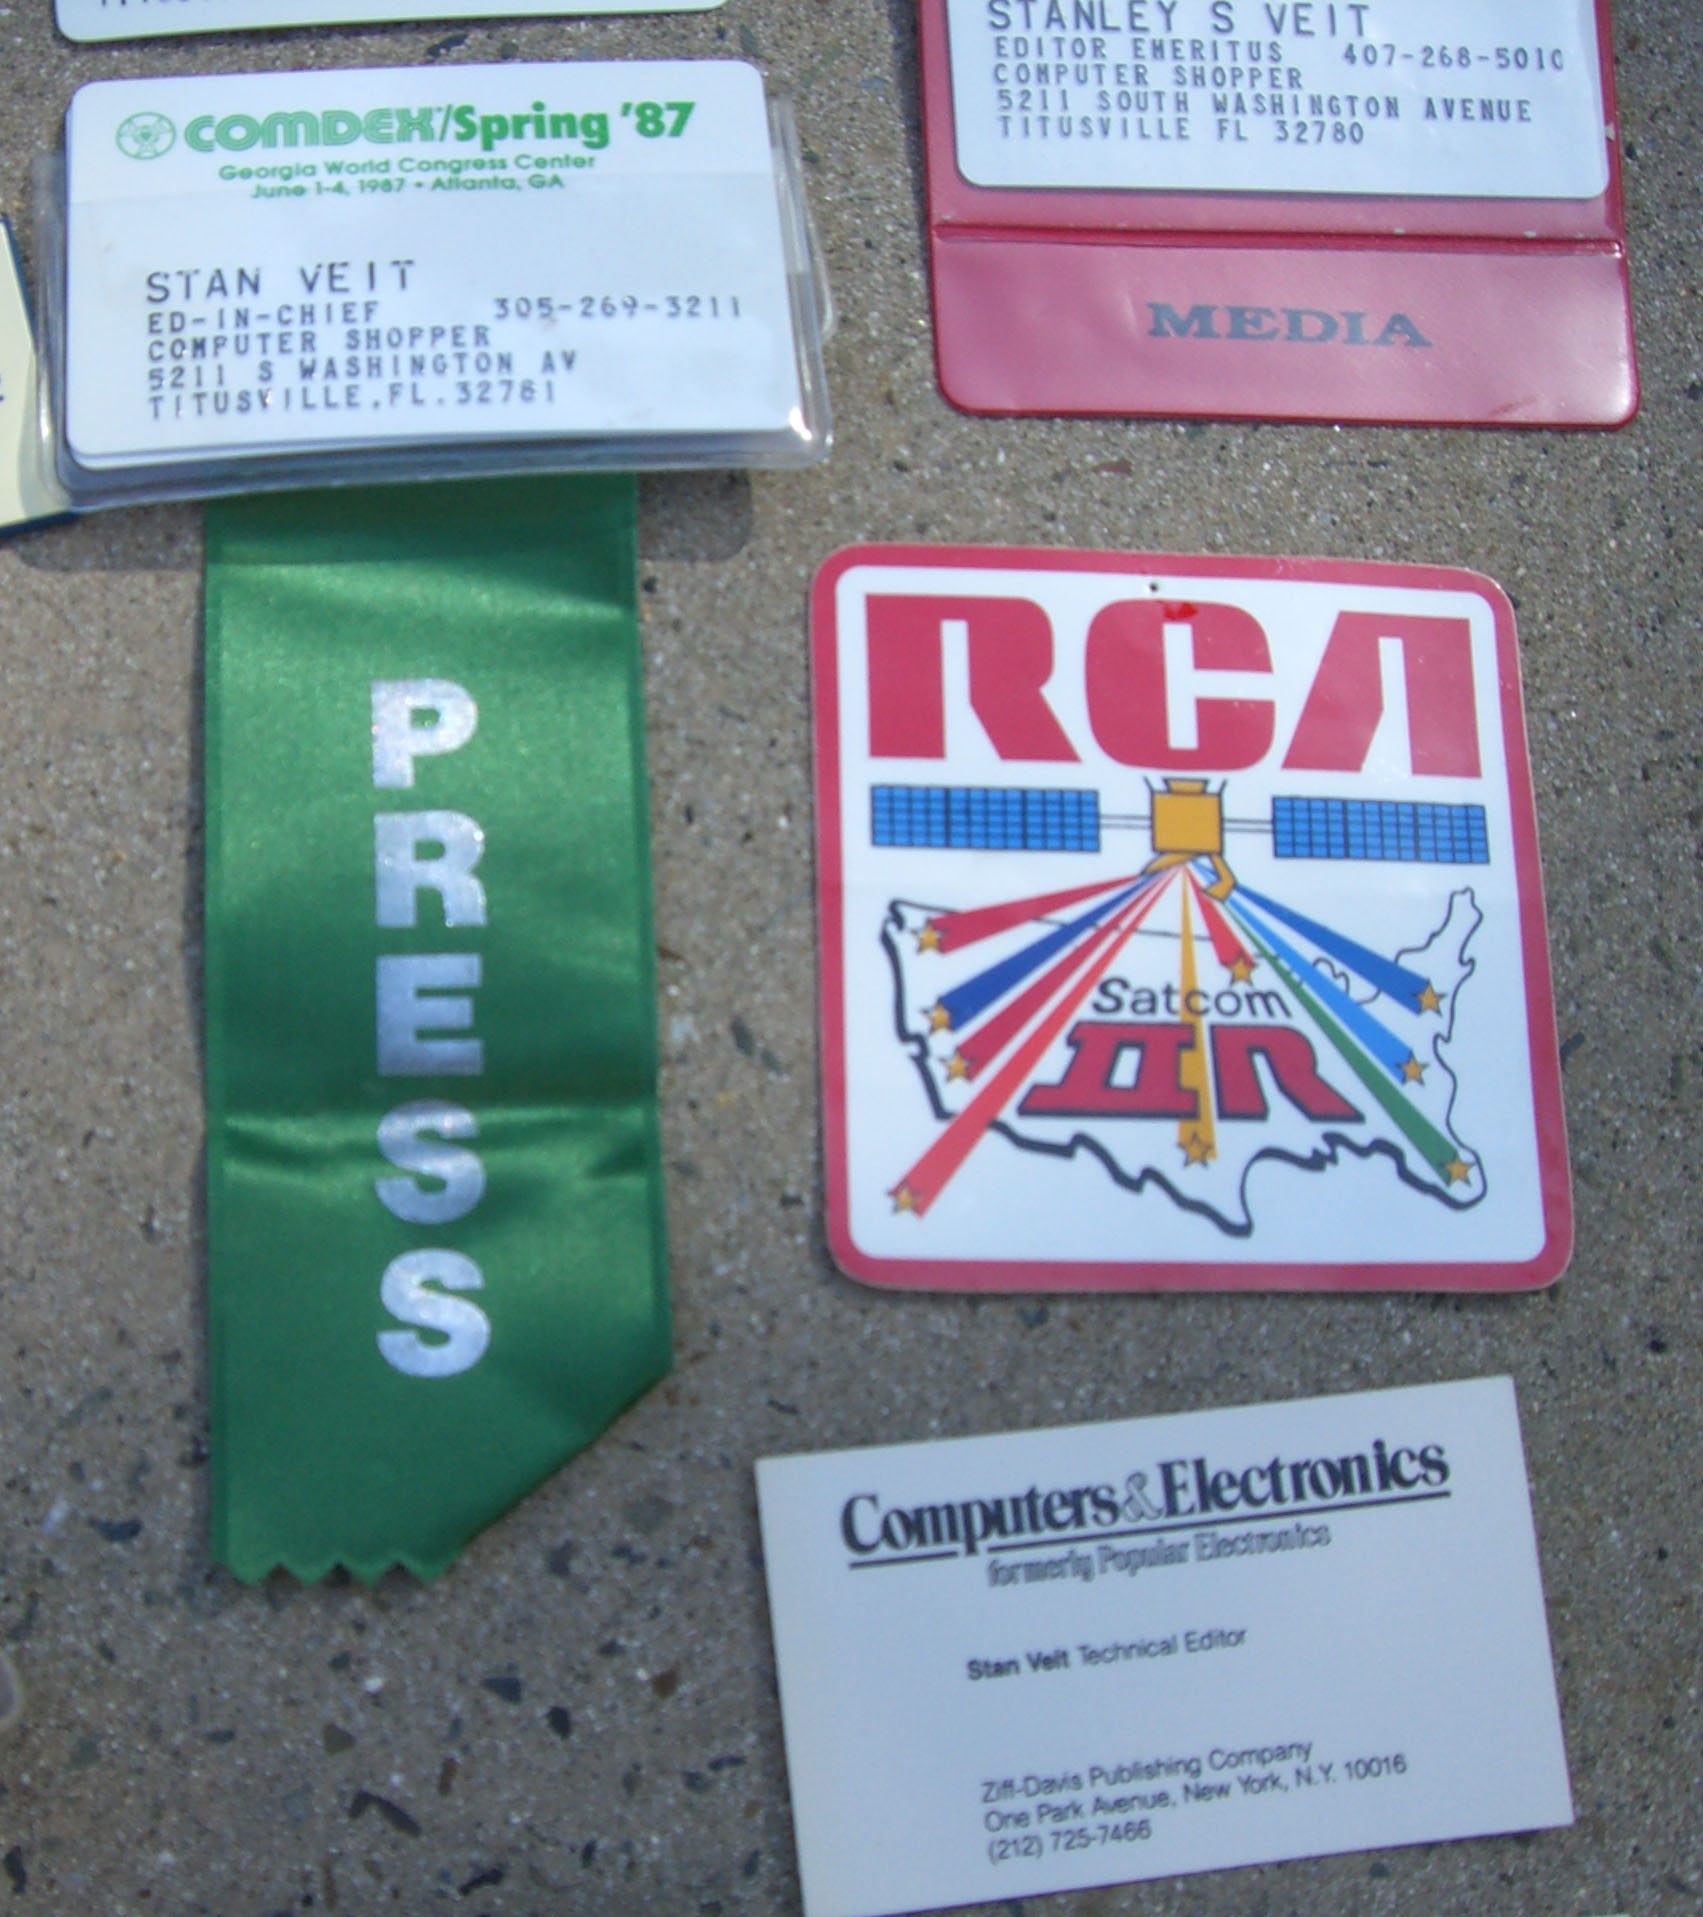 COMDEX/Spring '87
Georgia World Congress Center
June 1-4, 1987 • Atlanta, GA
STAN VEIT
ED-IN-CHIEF 305-269-3211
COMPUTER SHOPPER
5211 S WASHINGTON AV
TITUSVILLE,FL.32781
PRESS
STANLEY S VEIT
EDITOR EMERITUS 407-268-5010
COMPUTER SHOPPER
5211 SOUTH WASHINGTON AVENUE
TITUSVILLE FL 32780
MEDIA
RCA
Satcom
IIR
Computers&Electronics
formerly Popular Electronics
Stan Veit Technical Editor
Ziff-Davis Publishing Company
One Park Avenue, New York, N.Y. 10016
(212) 725-7466